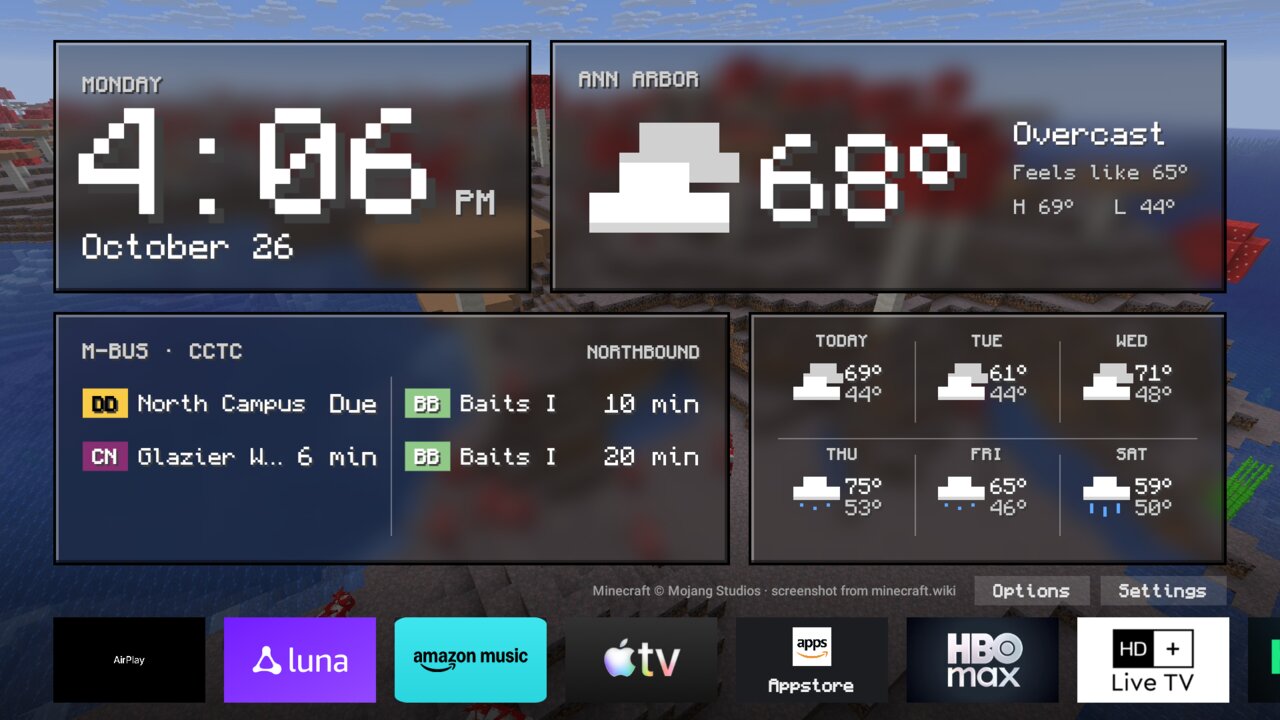 MONDAY
4:06 PM
October 26
ANN ARBOR
68°
Overcast
Feels like 65°
H 69° L 44°
M-BUS · CCTC
NORTHBOUND
DD North Campus Due
CN Glazier W... 6 min
BB Baits I 10 min
BB Baits I 20 min
TODAY
69°
44°
TUE
61°
44°
WED
71°
48°
THU
75°
53°
FRI
65°
46°
SAT
59°
50°
Minecraft © Mojang Studios · screenshot from minecraft.wiki
Options
Settings
AirPlay
luna
amazon music
tv
apps
Appstore
HBO
max
HD +
Live TV